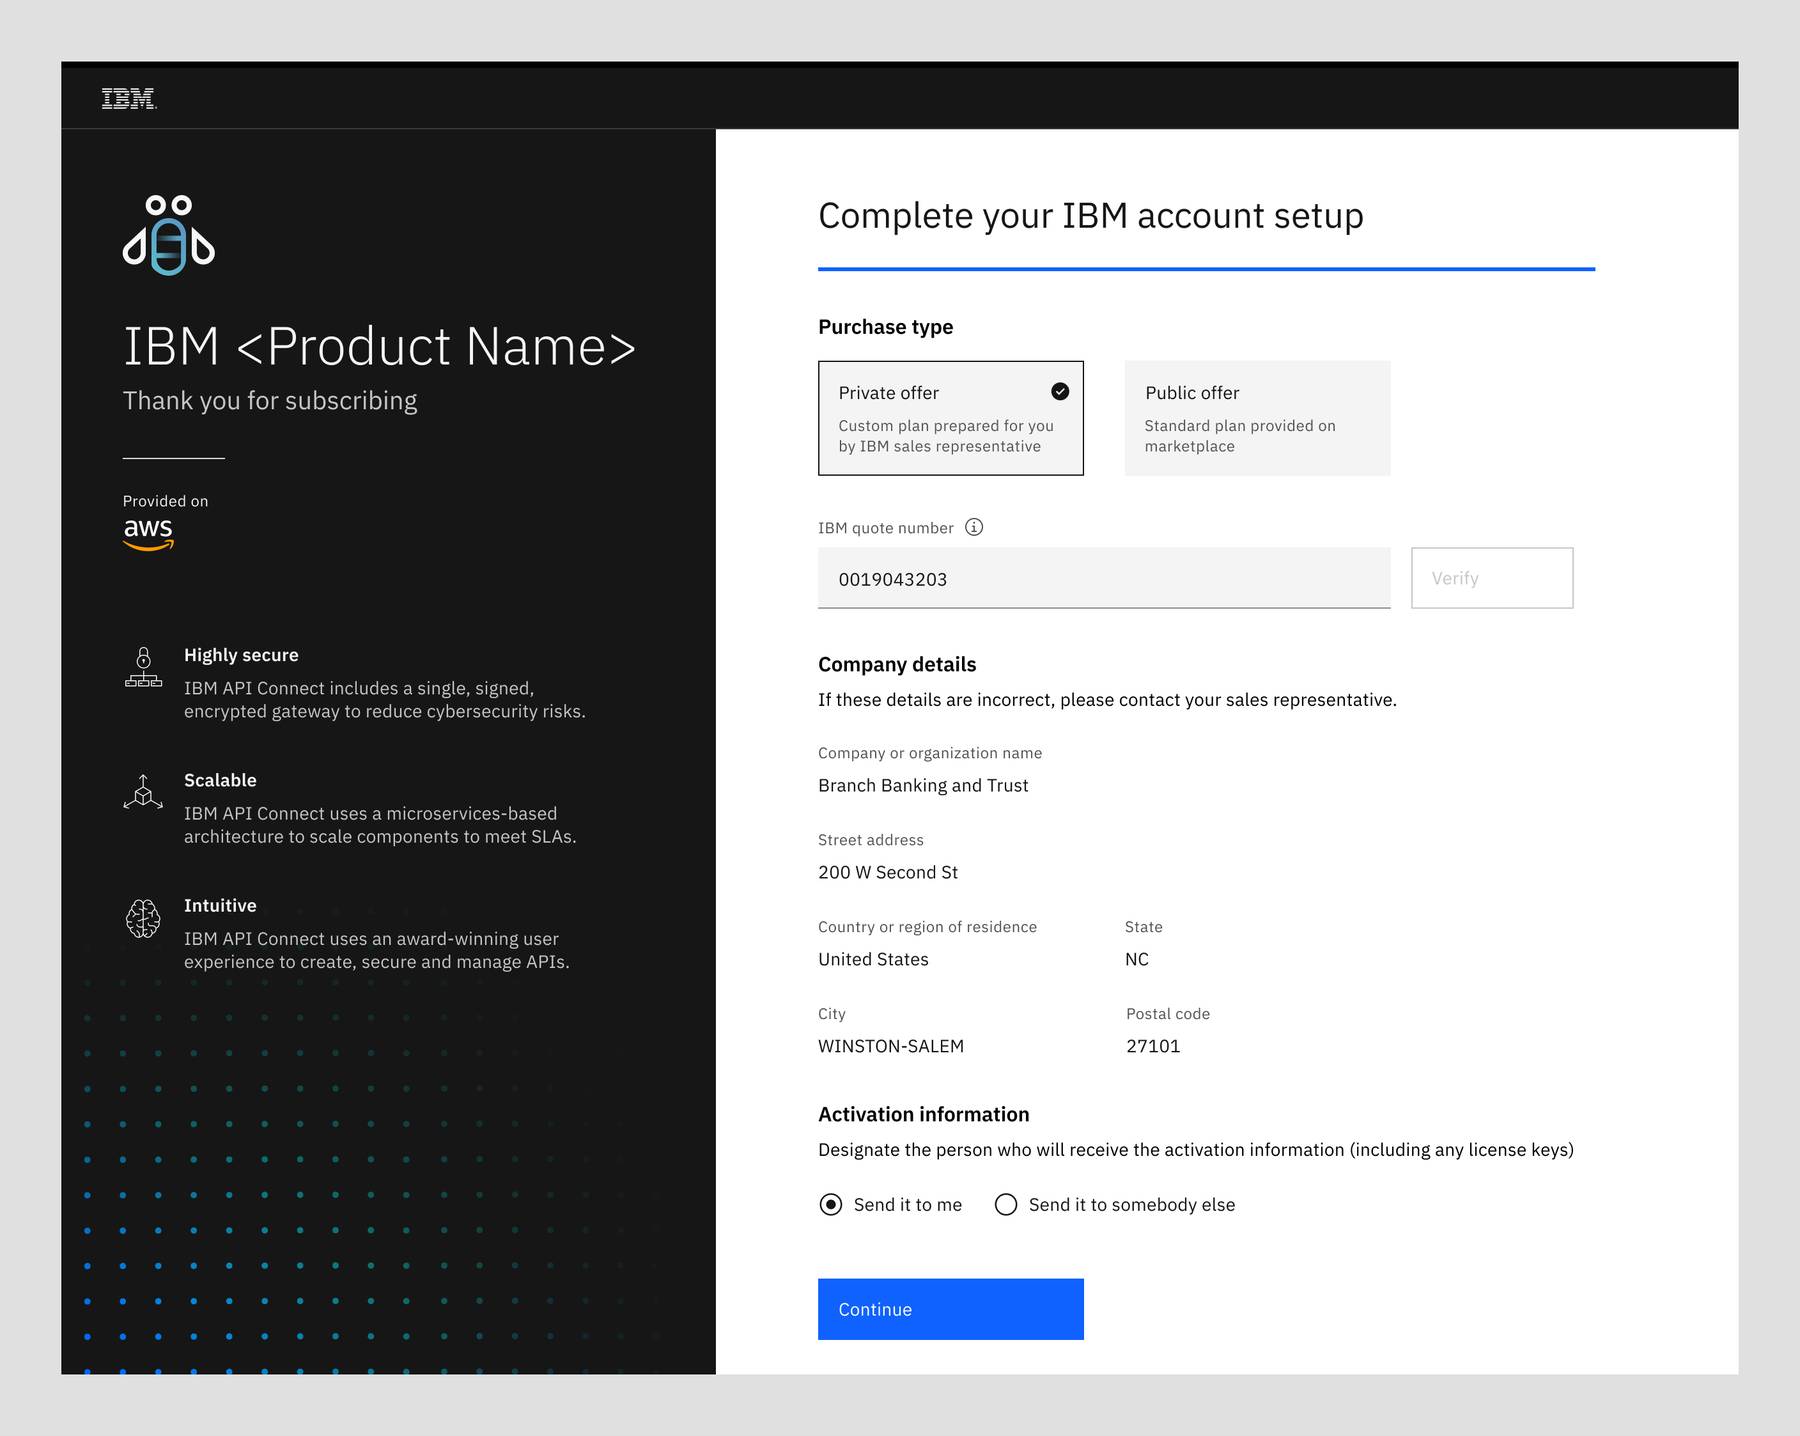 IBM
IBM <Product Name>
Thank you for subscribing
Provided on
aws
Highly secure
IBM API Connect includes a single, signed,
encrypted gateway to reduce cybersecurity risks.
Scalable
IBM API Connect uses a microservices-based
architecture to scale components to meet SLAs.
Intuitive
IBM API Connect uses an award-winning user
experience to create, secure and manage APIs.
Complete your IBM account setup
Purchase type
Private offer
Custom plan prepared for you
by IBM sales representative
Public offer
Standard plan provided on
marketplace
IBM quote number
0019043203
Verify
Company details
If these details are incorrect, please contact your sales representative.
Company or organization name
Branch Banking and Trust
Street address
200 W Second St
Country or region of residence
United States
State
NC
City
WINSTON-SALEM
Postal code
27101
Activation information
Designate the person who will receive the activation information (including any license keys)
Send it to me
Send it to somebody else
Continue